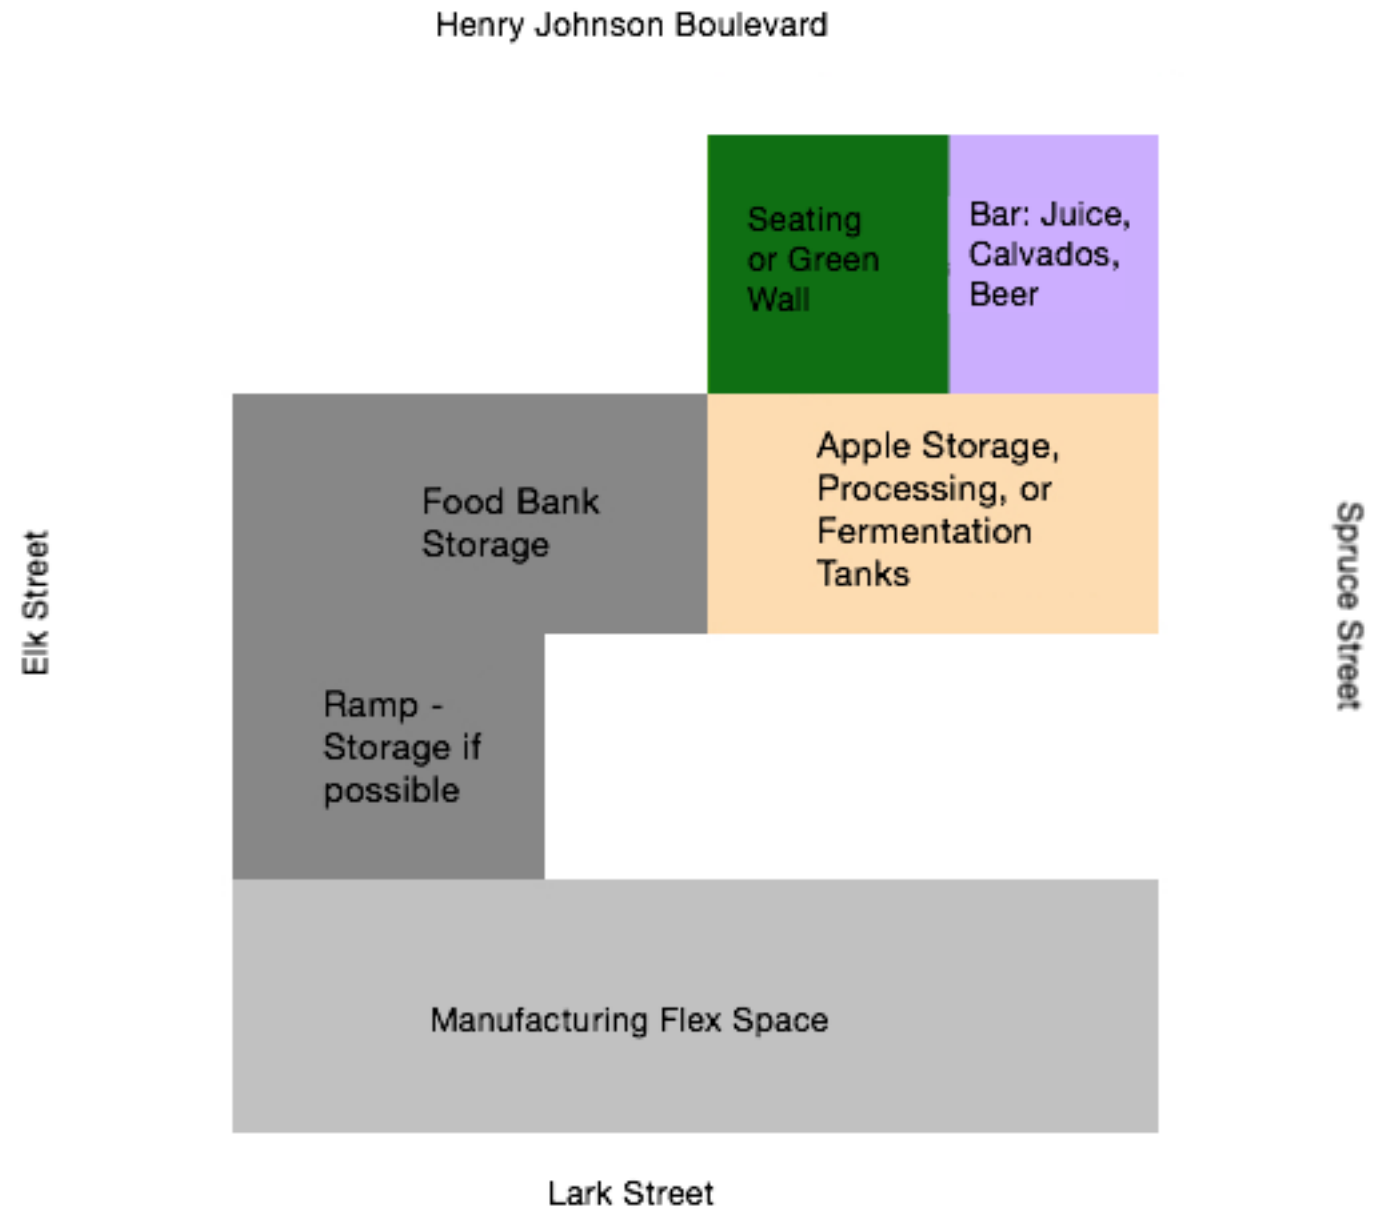 Henry Johnson Boulevard
Seating
or Green
Wall
Bar: Juice,
Calvados,
Beer
Food Bank
Storage
Apple Storage,
Processing, or
Fermentation
Tanks
Elk Street
Spruce Street
Ramp -
Storage if
possible
Manufacturing Flex Space
Lark Street